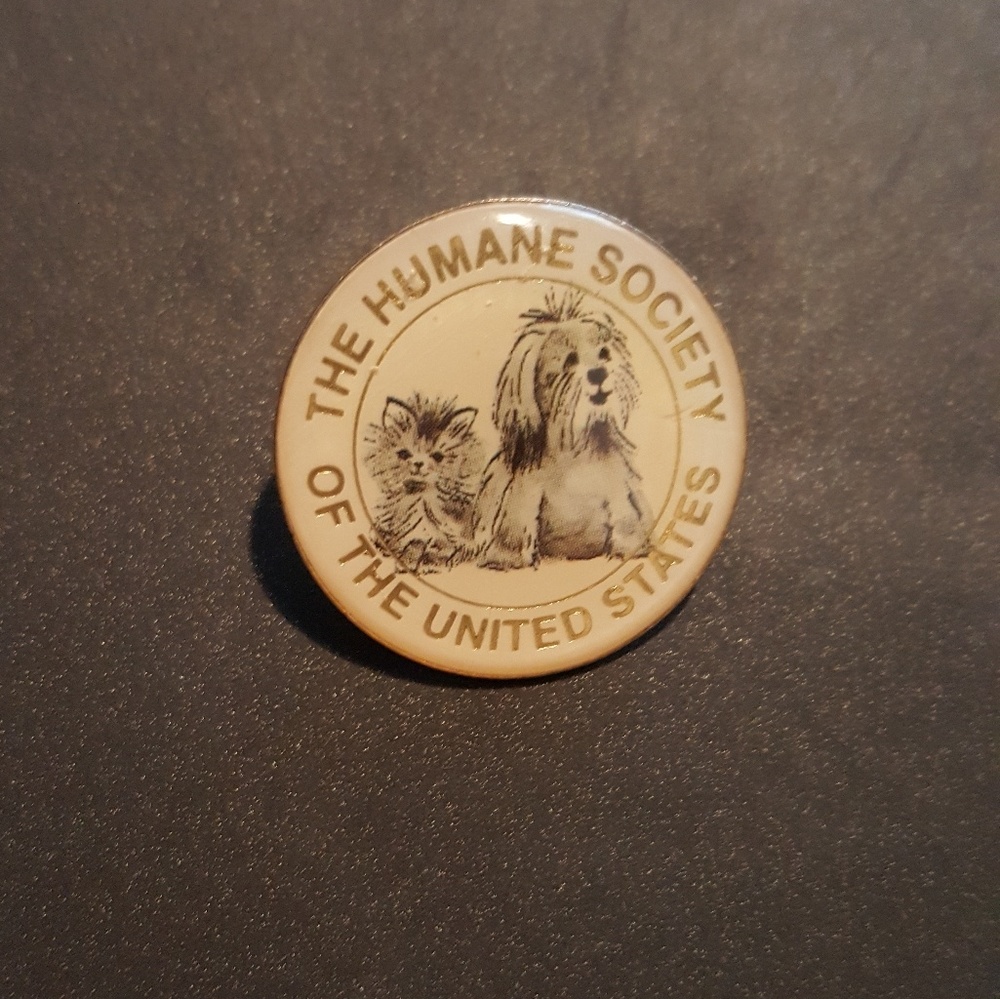 THE HUMANE SOCIETY
OF THE UNITED STATES